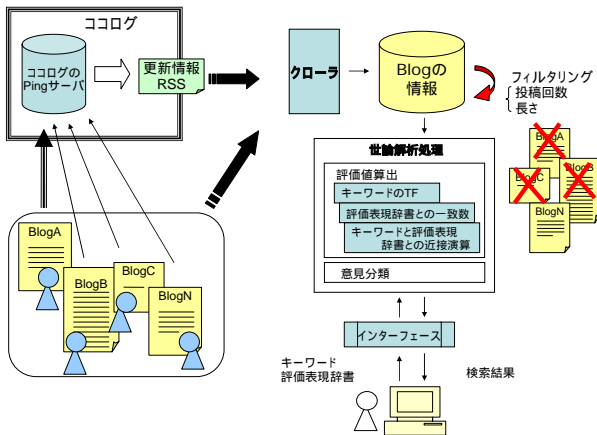 ココログ
ココログの
Pingサーバ
更新情報
RSS
BlogA
BlogB
BlogC
BlogN
クローラ
Blogの
情報
フィルタリング
投稿回数
長さ
BlogA
BlogB
BlogC
BlogN
世論解析処理
評価値算出
キーワードのTF
評価表現辞書との一致数
キーワードと評価表現
辞書との近接演算
意見分類
インターフェース
キーワード
評価表現辞書
検索結果